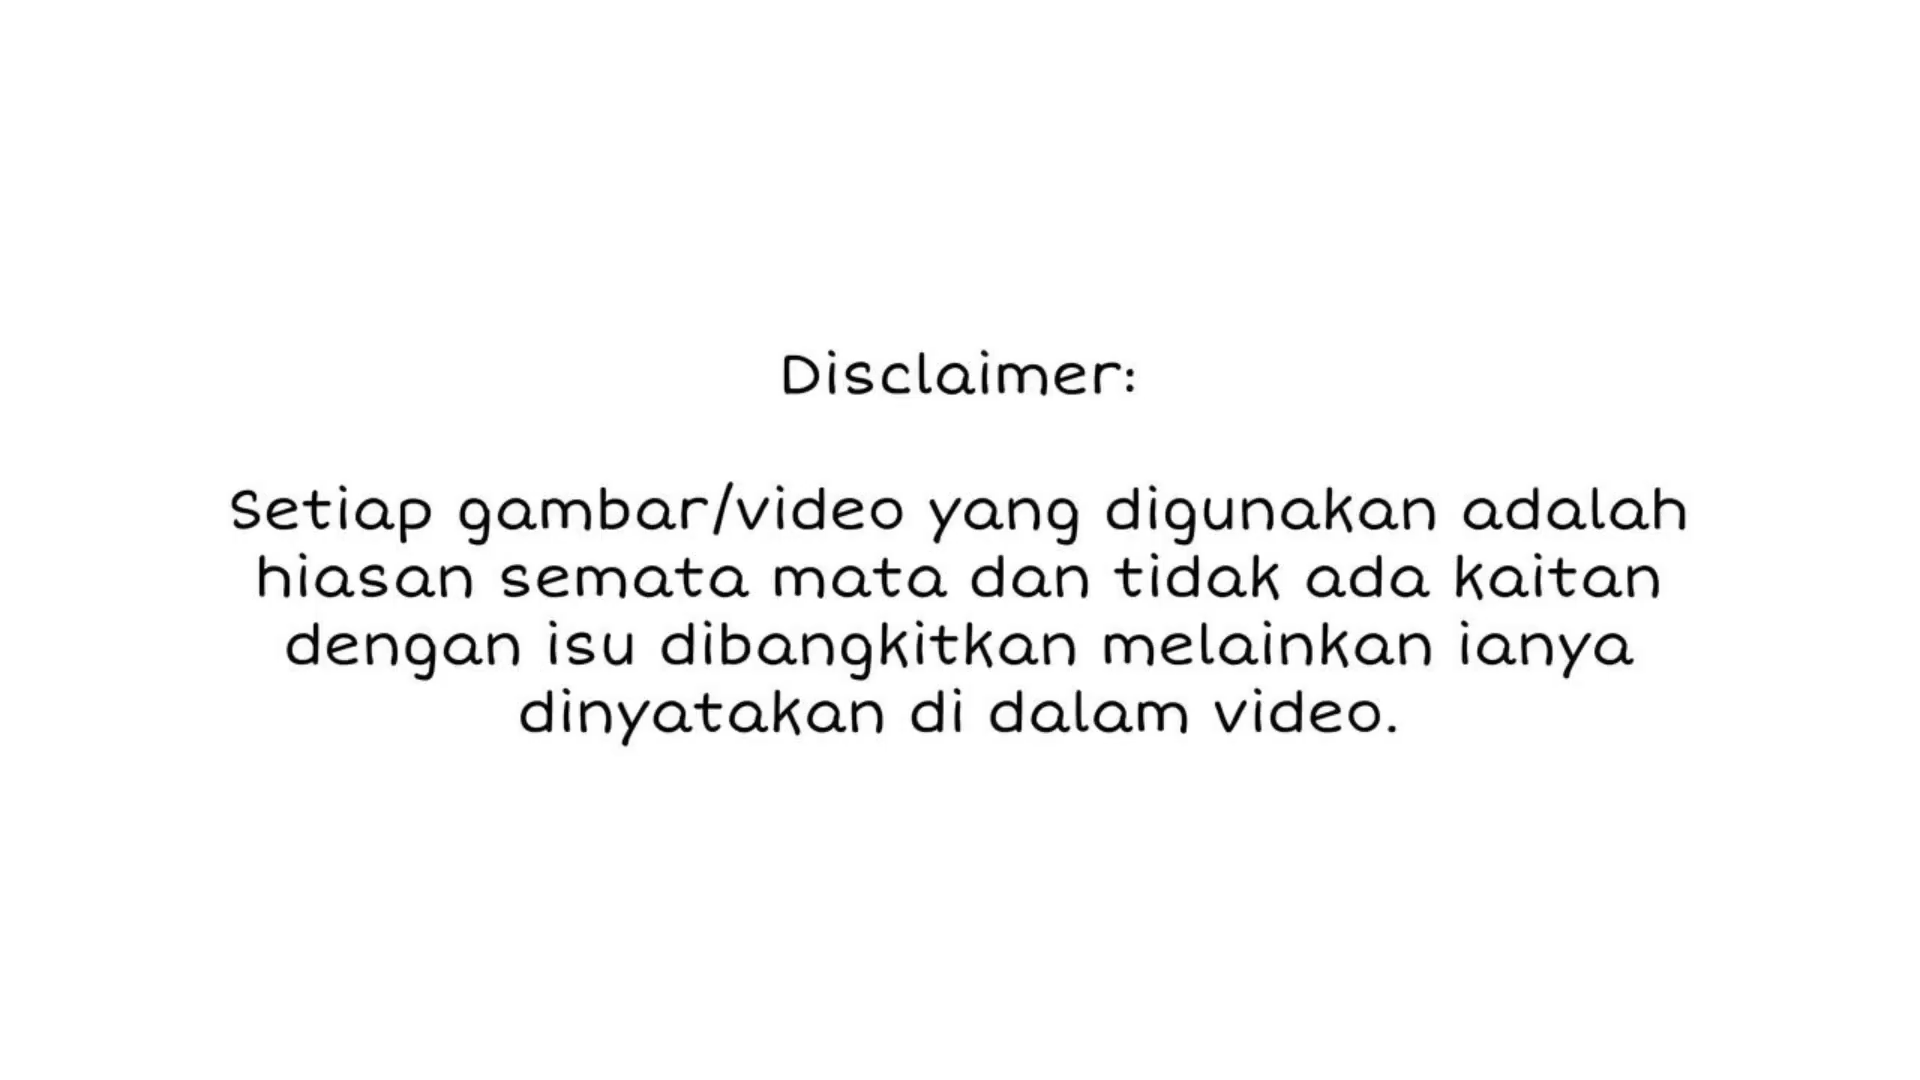 Disclaimer:
Setiap gambar/video yang digunakan adalah
hiasan semata mata dan tidak ada kaitan
dengan isu dibangkitkan melainkan ianya
dinyatakan di dalam video.